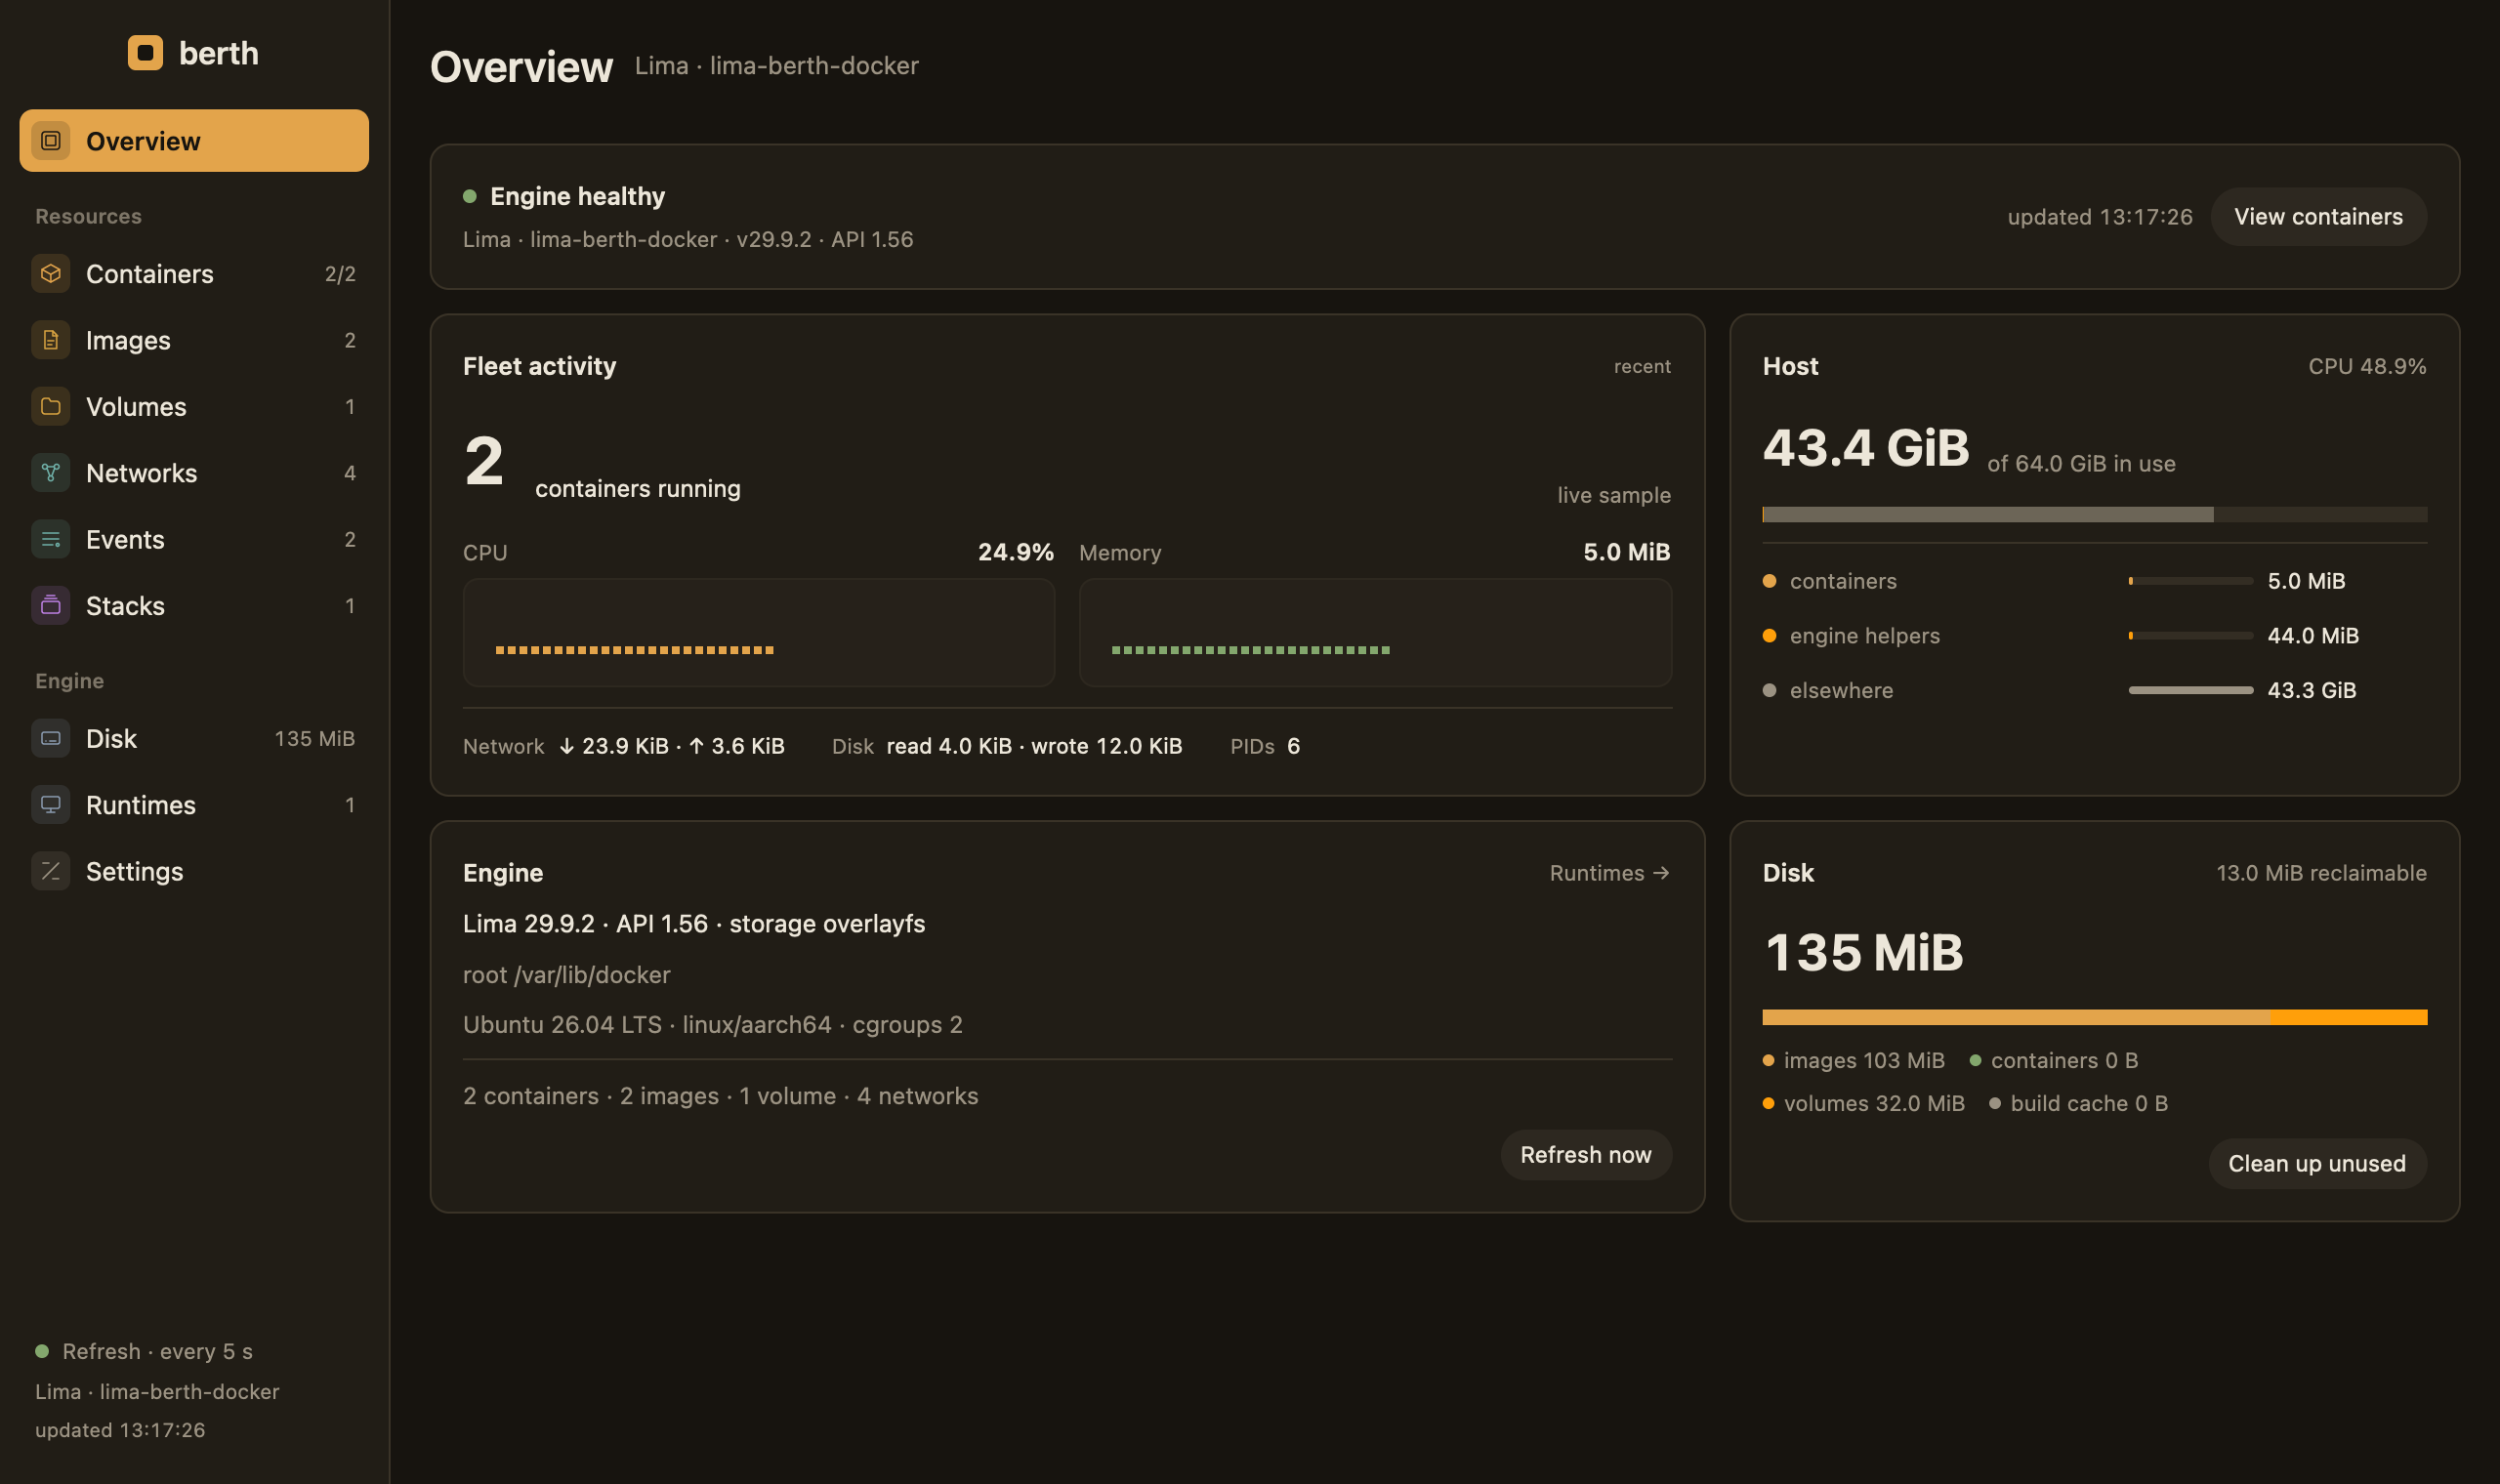 berth
Overview
Resources
Containers 2/2
Images 2
Volumes 1
Networks 4
Events 2
Stacks 1
Engine
Disk 135 MiB
Runtimes 1
Settings
Refresh · every 5 s
Lima · lima-berth-docker
updated 13:17:26
Overview Lima · lima-berth-docker
Engine healthy
Lima · lima-berth-docker · v29.9.2 · API 1.56
updated 13:17:26 View containers
Fleet activity recent
2 containers running live sample
CPU 24.9% Memory 5.0 MiB
Network ↓ 23.9 KiB · ↑ 3.6 KiB Disk read 4.0 KiB · wrote 12.0 KiB PIDs 6
Host CPU 48.9%
43.4 GiB of 64.0 GiB in use
containers 5.0 MiB
engine helpers 44.0 MiB
elsewhere 43.3 GiB
Engine Runtimes →
Lima 29.9.2 · API 1.56 · storage overlayfs
root /var/lib/docker
Ubuntu 26.04 LTS · linux/aarch64 · cgroups 2
2 containers · 2 images · 1 volume · 4 networks
Refresh now
Disk 13.0 MiB reclaimable
135 MiB
images 103 MiB containers 0 B
volumes 32.0 MiB build cache 0 B
Clean up unused